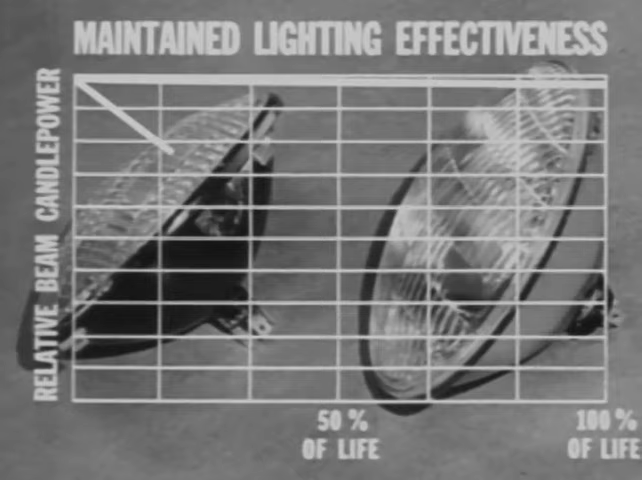 MAINTAINED LIGHTING EFFECTIVENESS
RELATIVE BEAM CANDLEPOWER
50 %
OF LIFE
100 %
OF LIFE